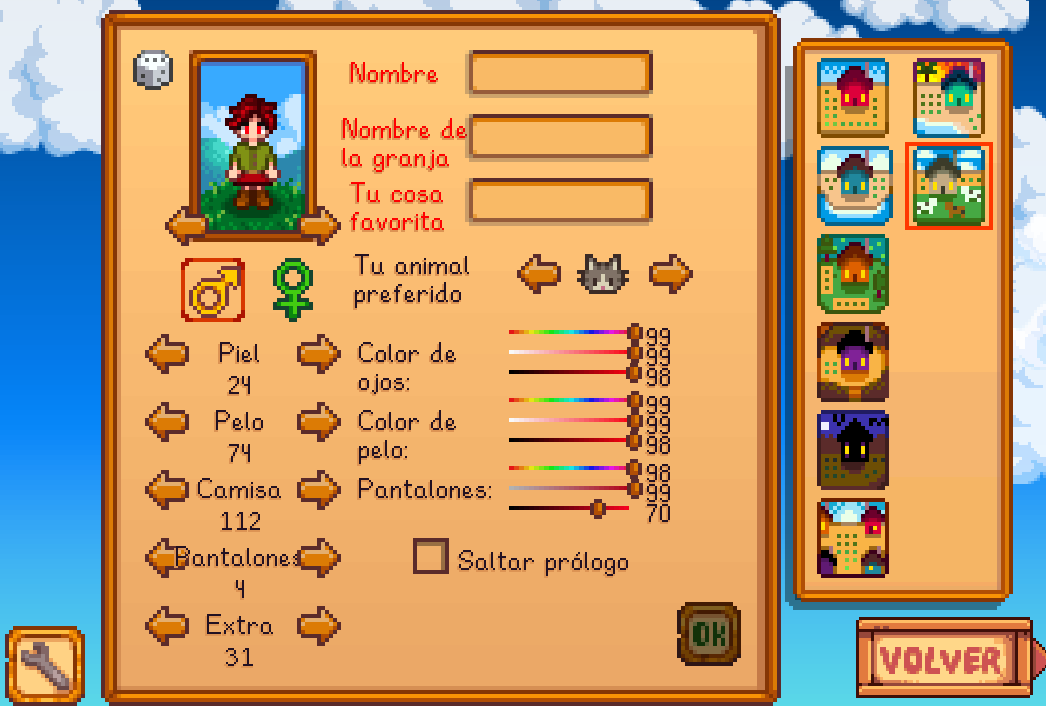 Nombre
Nombre de
la granja
Tu cosa
favorita
Tu animal
preferido
Piel
24
Pelo
74
Camisa
112
Pantalones
4
Extra
31
Color de
ojos:
99
99
98
Color de
pelo:
99
99
98
Pantalones:
98
99
70
Saltar prólogo
Ok
VOLVER